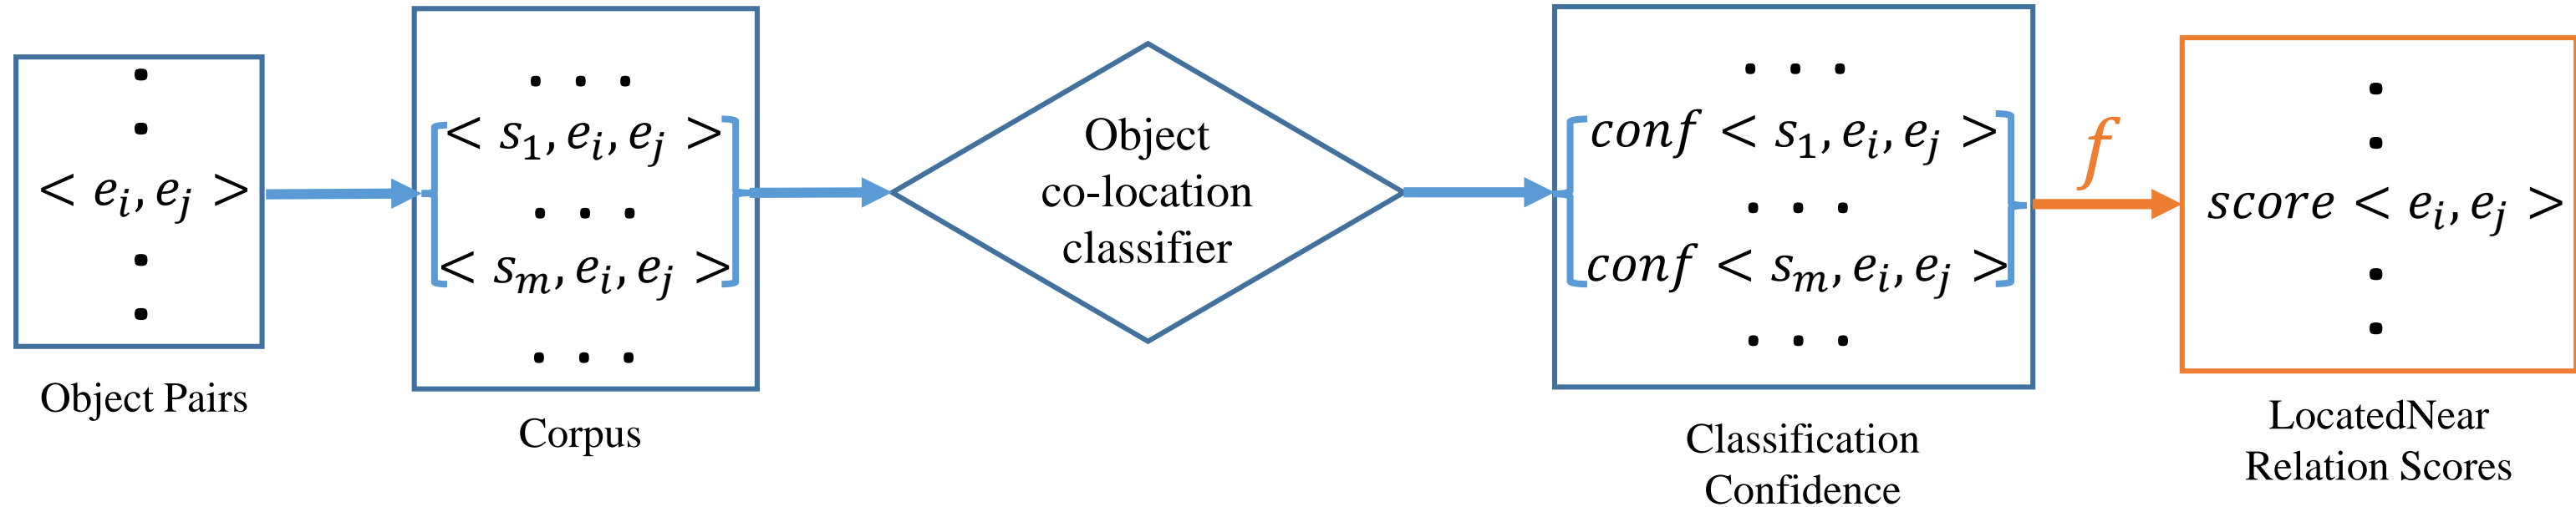 .
.
< e_i, e_j >
.
.
Object Pairs
. . .
< s_1, e_i, e_j >
. . .
< s_m, e_i, e_j >
. . .
Corpus
Object
co-location
classifier
. . .
conf < s_1, e_i, e_j >
. . .
conf < s_m, e_i, e_j >
. . .
Classification
Confidence
f
.
.
score < e_i, e_j >
.
.
LocatedNear
Relation Scores